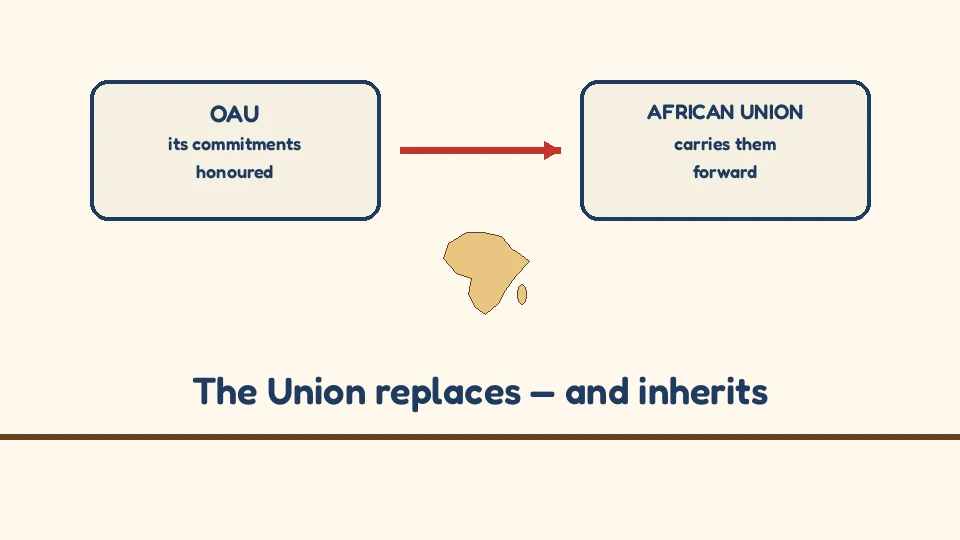 OAU
its commitments
honoured
AFRICAN UNION
carries them
forward
The Union replaces — and inherits